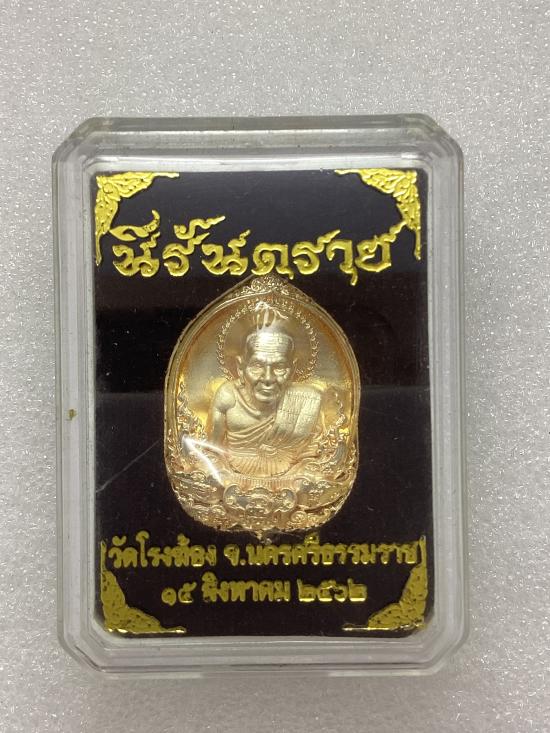 นิรันตราย
วัดโรงฆ้อง จ.นครศรีธรรมราช
๑๕ สิงหาคม ๒๕๖๒